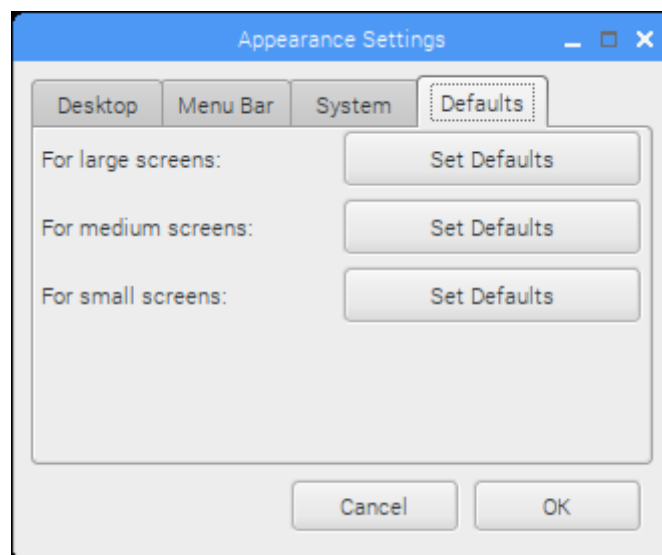 Appearance Settings
Desktop Menu Bar System Defaults
For large screens: Set Defaults
For medium screens: Set Defaults
For small screens: Set Defaults
Cancel OK